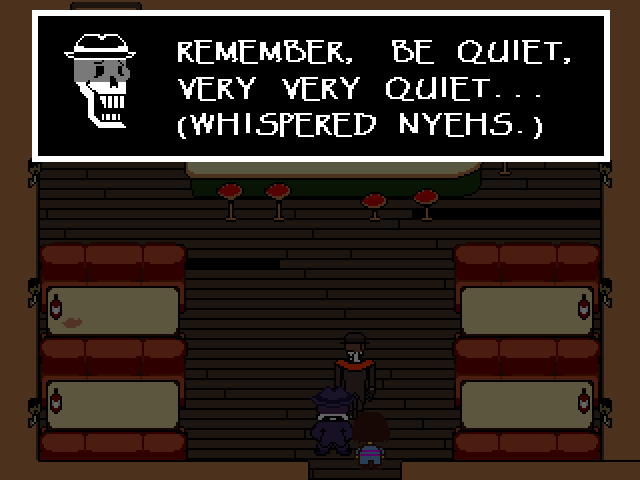 REMEMBER, BE QUIET,
VERY VERY QUIET...
(WHISPERED NYEHS.)